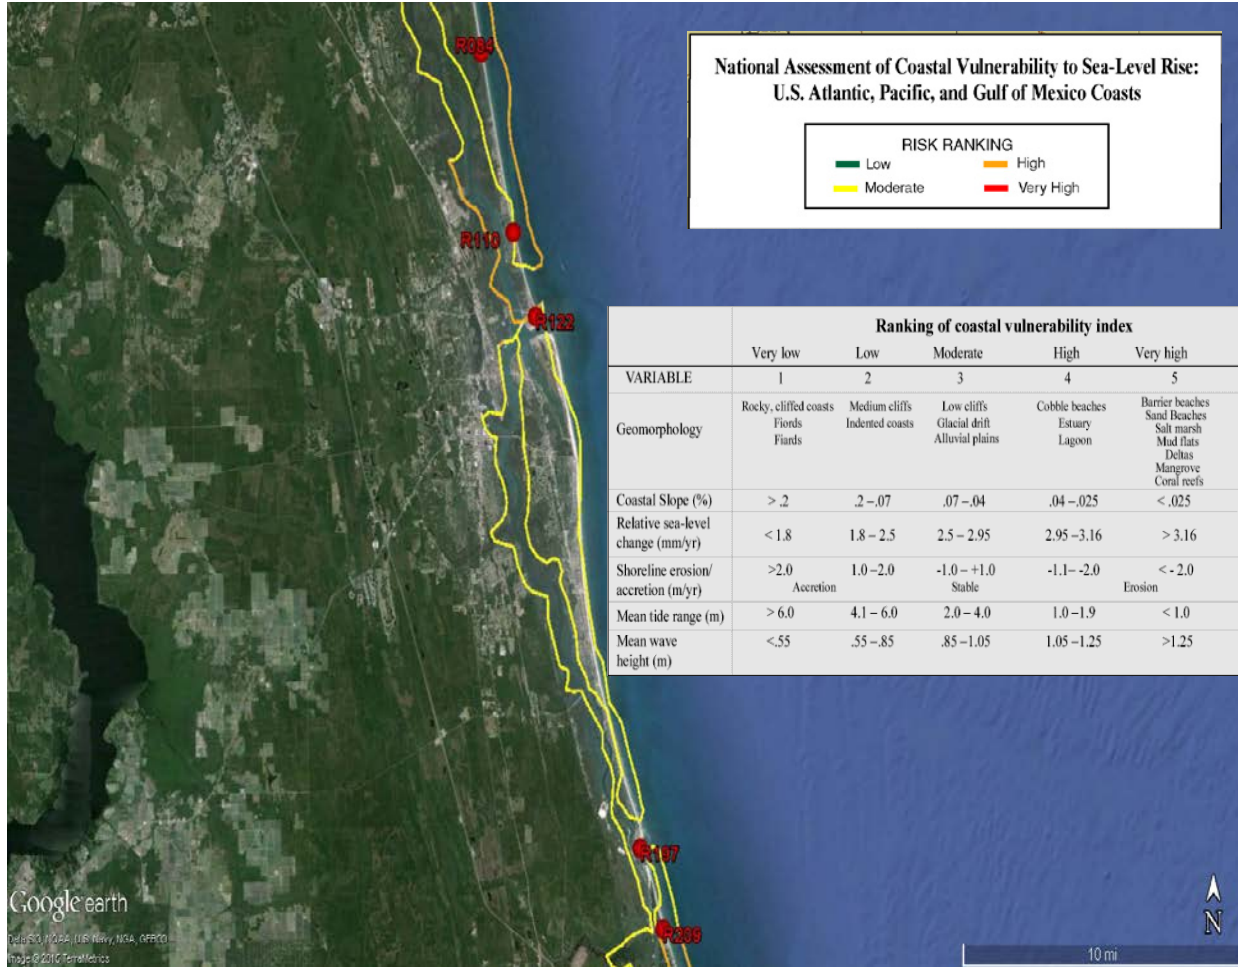 R084
National Assessment of Coastal Vulnerability to Sea-Level Rise:
U.S. Atlantic, Pacific, and Gulf of Mexico Coasts
RISK RANKING
Low High
Moderate Very High
R110
R122
Ranking of coastal vulnerability index
Very low Low Moderate High Very high
VARIABLE 1 2 3 4 5
Geomorphology
Rocky, cliffed coasts
Fiords
Fiards
Medium cliffs
Indented coasts
Low cliffs
Glacial drift
Alluvial plains
Cobble beaches
Estuary
Lagoon
Barrier beaches
Sand Beaches
Salt marsh
Mud flats
Deltas
Mangrove
Coral reefs
Coastal Slope (%) > .2 .2 –.07 .07 –.04 .04 –.025 < .025
Relative sea-level
change (mm/yr) < 1.8 1.8 – 2.5 2.5 – 2.95 2.95 –3.16 > 3.16
Shoreline erosion/
accretion (m/yr) >2.0 1.0 –2.0 -1.0 – +1.0 -1.1– -2.0 < - 2.0
Accretion Stable Erosion
Mean tide range (m) > 6.0 4.1 – 6.0 2.0 – 4.0 1.0 –1.9 < 1.0
Mean wave
height (m) <.55 .55 –.85 .85 –1.05 1.05 –1.25 >1.25
R197
R239
Google earth
Data SIO, NOAA, U.S. Navy, NGA, GEBCO
Image © 2015 TerraMetrics
N
10 mi